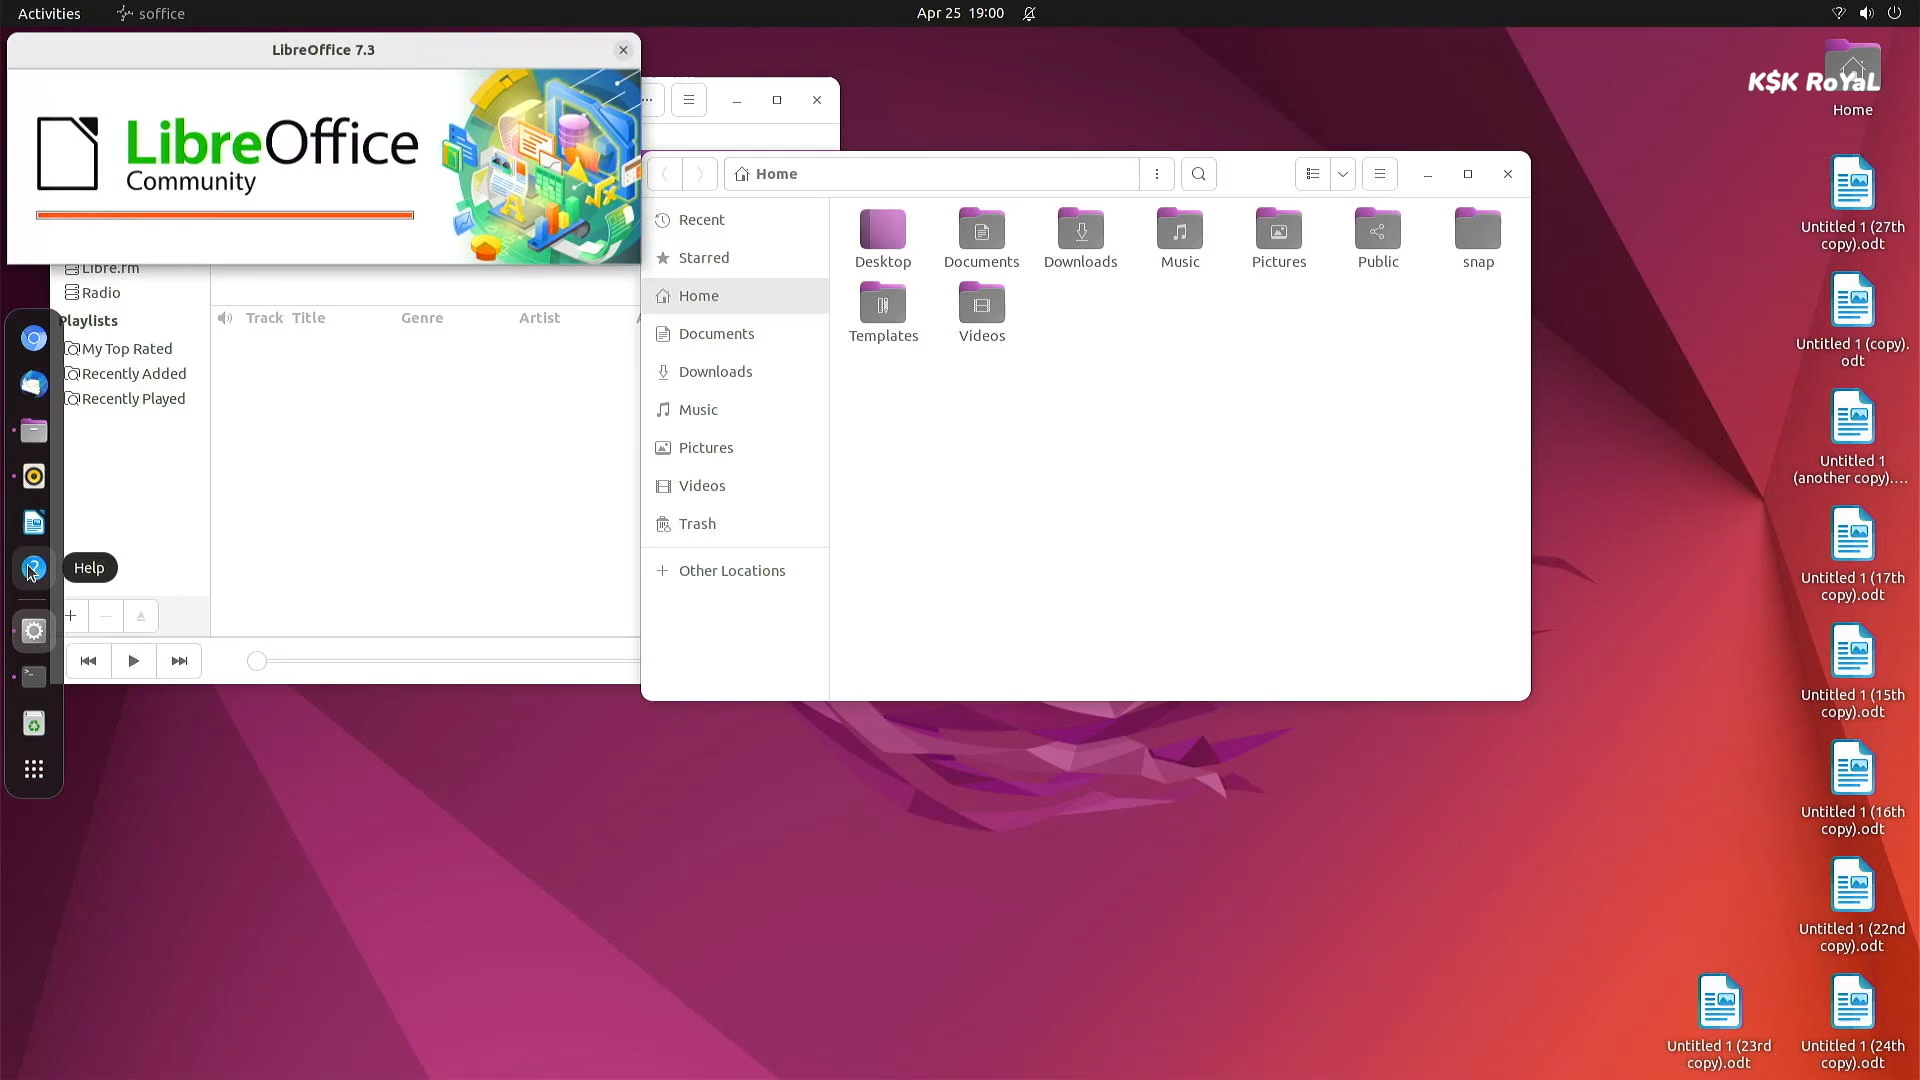 Activities
soffice
Apr 25 19:00
LibreOffice 7.3
LibreOffice
Community
Libre.fm
Radio
Playlists
My Top Rated
Recently Added
Recently Played
Track Title Genre Artist
Help
Home
Recent
Starred
Home
Documents
Downloads
Music
Pictures
Videos
Trash
Other Locations
Desktop
Documents
Downloads
Music
Pictures
Public
snap
Templates
Videos
K$K RoYaL
Home
Untitled 1 (27th
copy).odt
Untitled 1 (copy).
odt
Untitled 1
(another copy)....
Untitled 1 (17th
copy).odt
Untitled 1 (15th
copy).odt
Untitled 1 (16th
copy).odt
Untitled 1 (22nd
copy).odt
Untitled 1 (23rd
copy).odt
Untitled 1 (24th
copy).odt